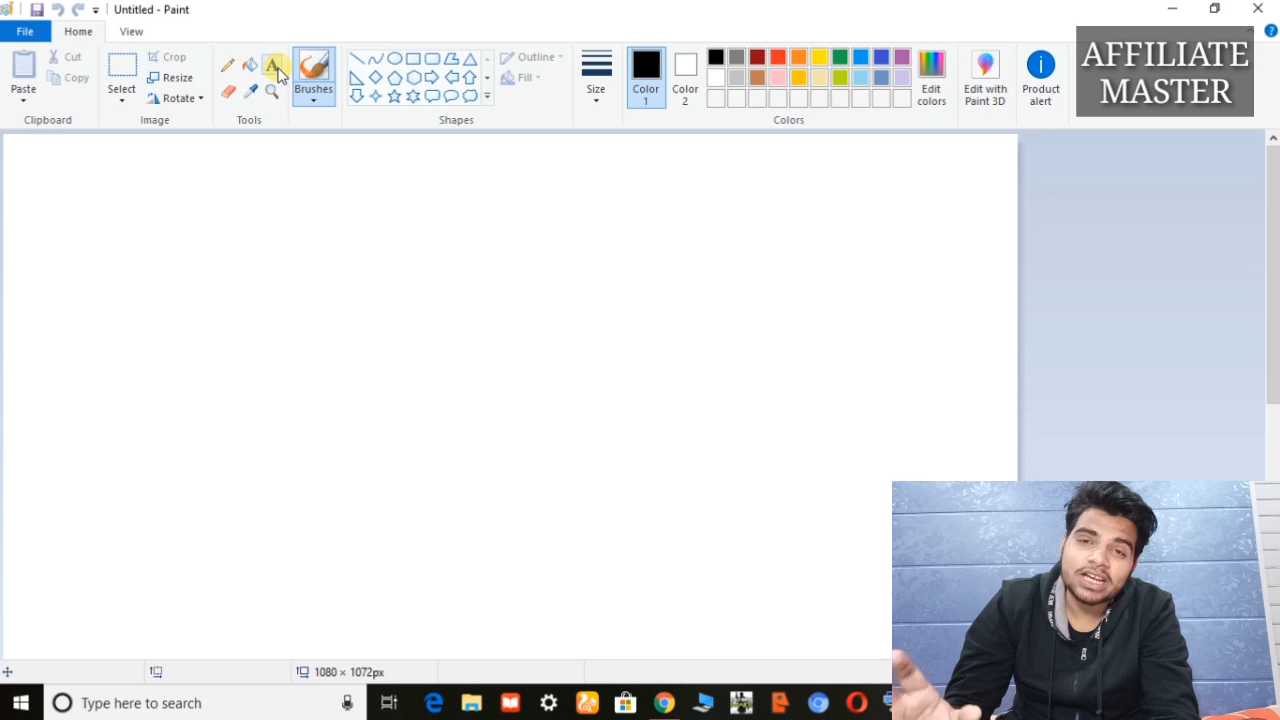 Untitled - Paint
File
Home
View
AFFILIATE
MASTER
Paste
Cut
Copy
Clipboard
Select
Crop
Resize
Rotate
Image
A
Tools
Brushes
Shapes
Outline
Fill
Size
Color
1
Color
2
Colors
Edit
colors
Edit with
Paint 3D
Product
alert
1080 × 1072px
Type here to search